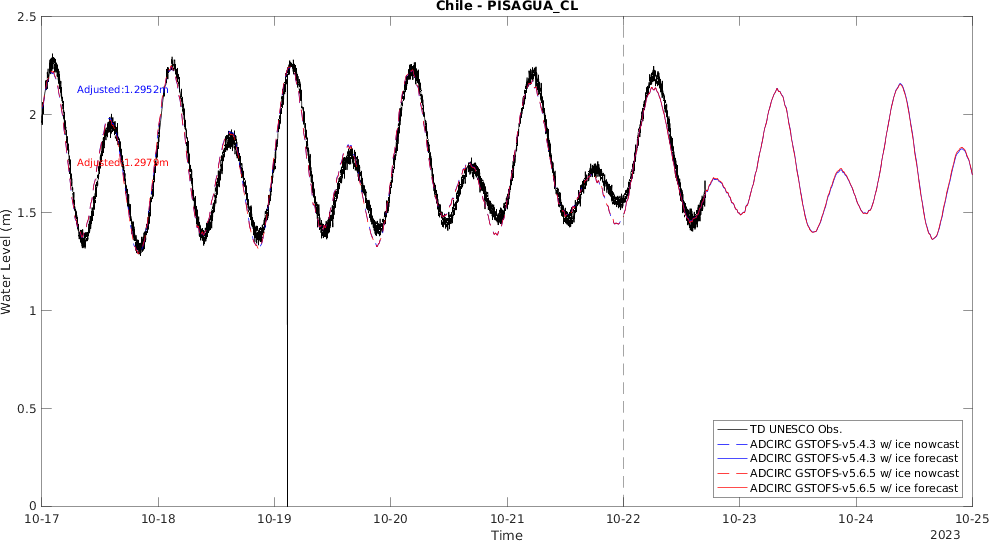 Chile - PISAGUA_CL
Water Level (m)
2.5
2
1.5
1
0.5
0
Adjusted:1.2952m
Adjusted:1.2979m
TD UNESCO Obs.
ADCIRC GSTOFS-v5.4.3 w/ ice nowcast
ADCIRC GSTOFS-v5.4.3 w/ ice forecast
ADCIRC GSTOFS-v5.6.5 w/ ice nowcast
ADCIRC GSTOFS-v5.6.5 w/ ice forecast
10-17 10-18 10-19 10-20 10-21 10-22 10-23 10-24 10-25
Time
2023